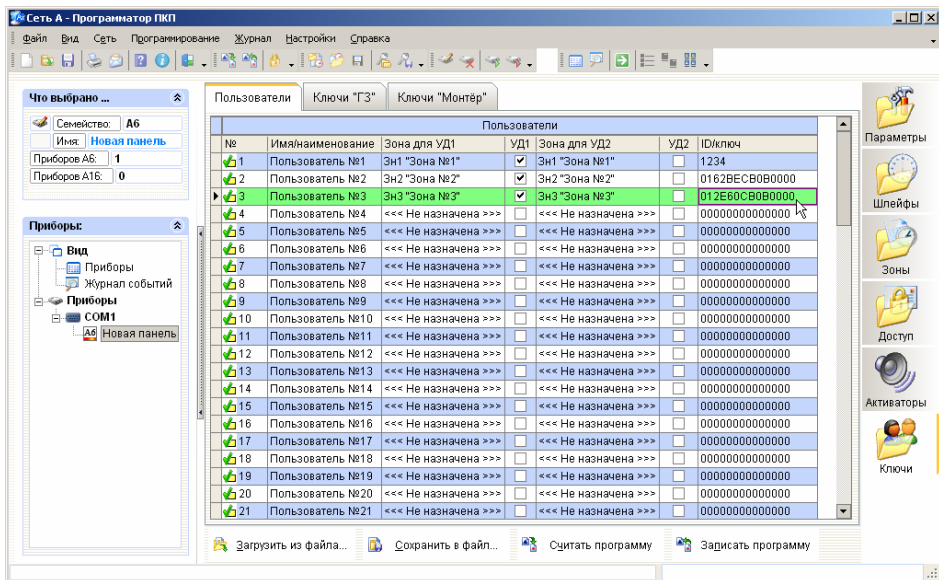 Сеть А - Программатор ПКП
Файл Вид Сеть Программирование Журнал Настройки Справка
Что выбрано ...
Семейство: А6
Имя: Новая панель
Приборов А6: 1
Приборов А16: 0
Приборы:
Вид
Приборы
Журнал событий
Приборы
COM1
А6 Новая панель
Пользователи Ключи "ГЗ" Ключи "Монтёр"
Пользователи
№ Имя/наименование Зона для УД1 УД1 Зона для УД2 УД2 ID/ключ
1 Пользователь №1 Зн1 "Зона №1" Зн1 "Зона №1" 1234
2 Пользователь №2 Зн2 "Зона №2" Зн2 "Зона №2" 0162BECB0B0000
3 Пользователь №3 Зн3 "Зона №3" Зн3 "Зона №3" 012E60CB0B0000
4 Пользователь №4 <<< Не назначена >>> <<< Не назначена >>> 00000000000000
5 Пользователь №5 <<< Не назначена >>> <<< Не назначена >>> 00000000000000
6 Пользователь №6 <<< Не назначена >>> <<< Не назначена >>> 00000000000000
7 Пользователь №7 <<< Не назначена >>> <<< Не назначена >>> 00000000000000
8 Пользователь №8 <<< Не назначена >>> <<< Не назначена >>> 00000000000000
9 Пользователь №9 <<< Не назначена >>> <<< Не назначена >>> 00000000000000
10 Пользователь №10 <<< Не назначена >>> <<< Не назначена >>> 00000000000000
11 Пользователь №11 <<< Не назначена >>> <<< Не назначена >>> 00000000000000
12 Пользователь №12 <<< Не назначена >>> <<< Не назначена >>> 00000000000000
13 Пользователь №13 <<< Не назначена >>> <<< Не назначена >>> 00000000000000
14 Пользователь №14 <<< Не назначена >>> <<< Не назначена >>> 00000000000000
15 Пользователь №15 <<< Не назначена >>> <<< Не назначена >>> 00000000000000
16 Пользователь №16 <<< Не назначена >>> <<< Не назначена >>> 00000000000000
17 Пользователь №17 <<< Не назначена >>> <<< Не назначена >>> 00000000000000
18 Пользователь №18 <<< Не назначена >>> <<< Не назначена >>> 00000000000000
19 Пользователь №19 <<< Не назначена >>> <<< Не назначена >>> 00000000000000
20 Пользователь №20 <<< Не назначена >>> <<< Не назначена >>> 00000000000000
21 Пользователь №21 <<< Не назначена >>> <<< Не назначена >>> 00000000000000
Загрузить из файла... Сохранить в файл... Считать программу Записать программу
Параметры
Шлейфы
Зоны
Доступ
Активаторы
Ключи